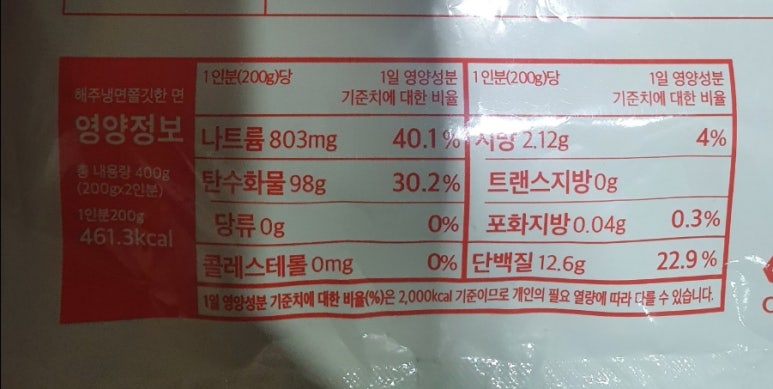 해주냉면쫄깃한 면
영양정보
총 내용량 400g
(200gx2인분)
1인분200g
461.3kcal
1인분(200g)당 1일 영양성분
기준치에 대한 비율
나트륨 803mg 40.1%
탄수화물 98g 30.2%
당류 0g 0%
콜레스테롤 0mg 0%
1인분(200g)당 1일 영양성분
기준치에 대한 비율
지방 2.12g 4%
트랜스지방 0g
포화지방 0.04g 0.3%
단백질 12.6g 22.9%
1일 영양성분 기준치에 대한 비율(%)은 2,000kcal 기준이므로 개인의 필요 열량에 따라 다를 수 있습니다.